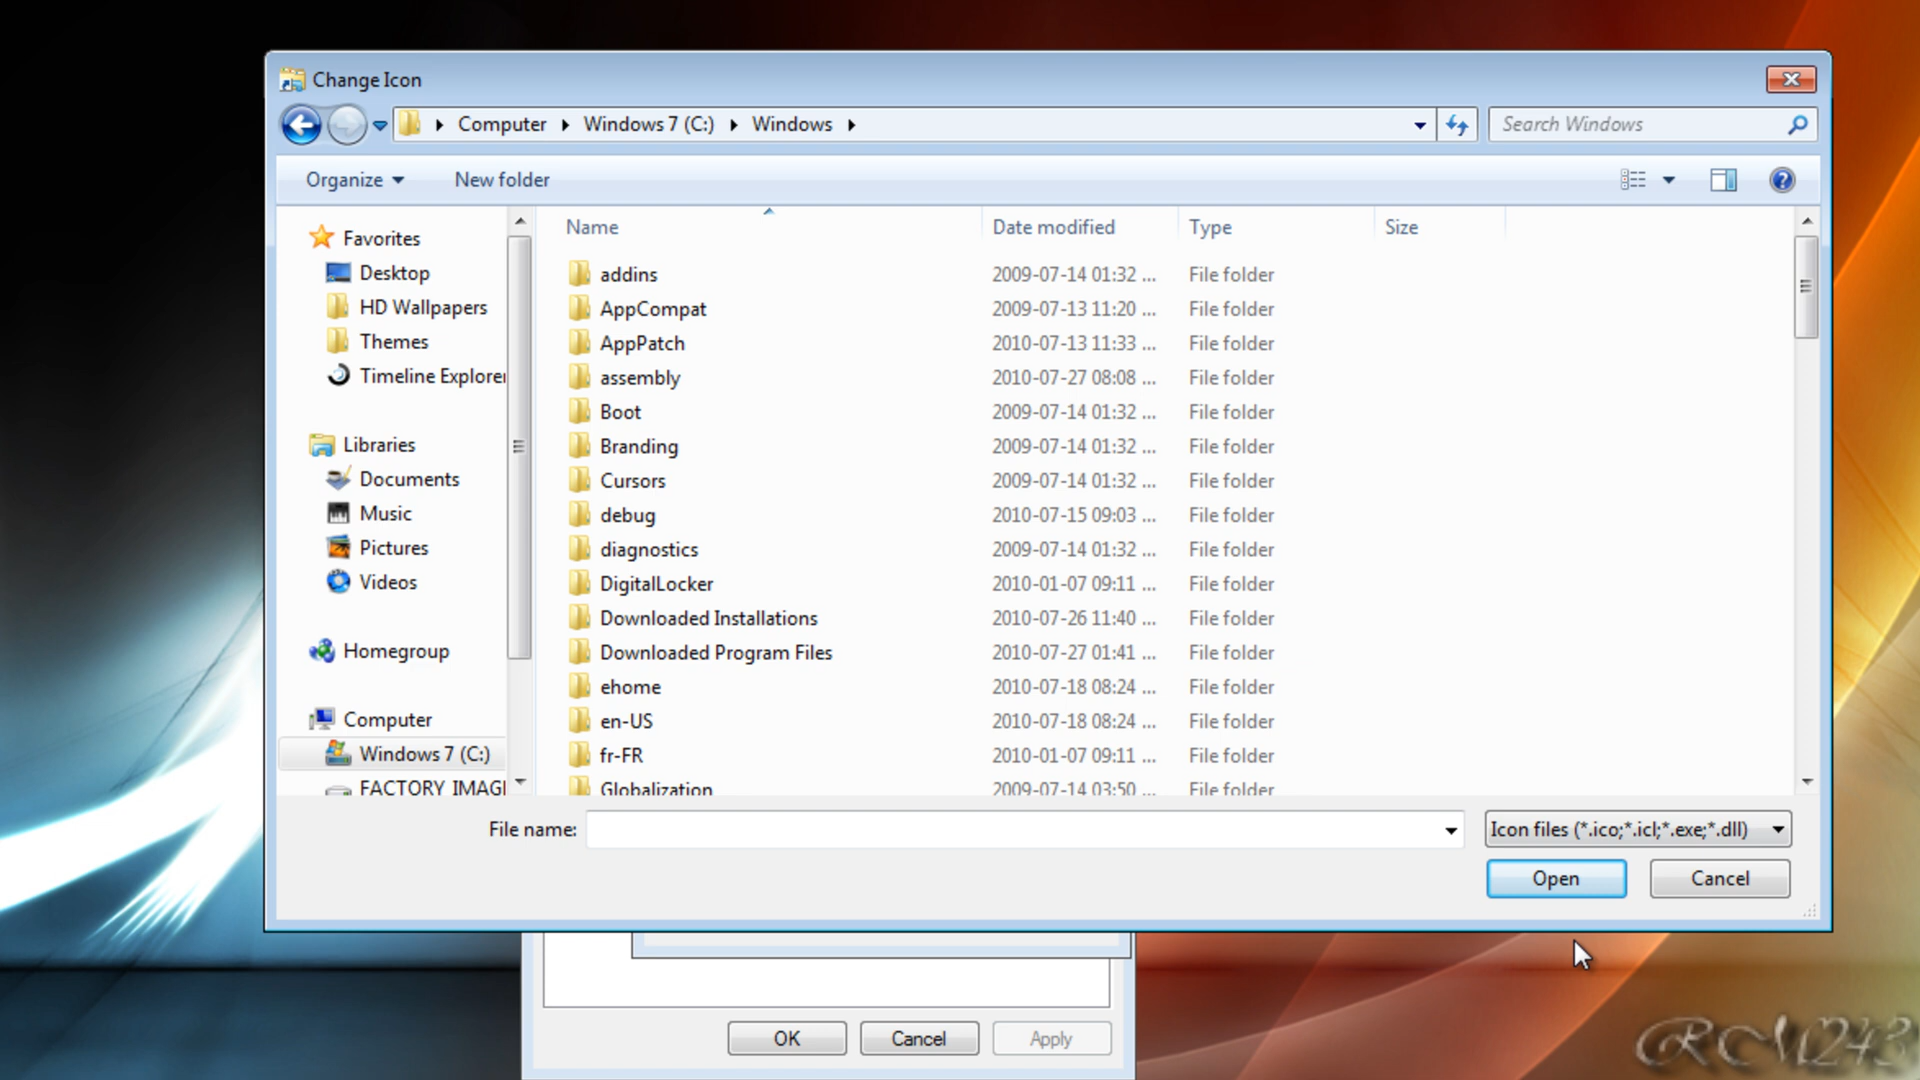 Change Icon
Computer Windows 7 (C:) Windows
Search Windows
Organize New folder
Name Date modified Type Size
Favorites
Desktop
HD Wallpapers
Themes
Timeline Explorer
Libraries
Documents
Music
Pictures
Videos
Homegroup
Computer
Windows 7 (C:)
FACTORY IMAG
addins 2009-07-14 01:32 ... File folder
AppCompat 2009-07-13 11:20 ... File folder
AppPatch 2010-07-13 11:33 ... File folder
assembly 2010-07-27 08:08 ... File folder
Boot 2009-07-14 01:32 ... File folder
Branding 2009-07-14 01:32 ... File folder
Cursors 2009-07-14 01:32 ... File folder
debug 2010-07-15 09:03 ... File folder
diagnostics 2009-07-14 01:32 ... File folder
DigitalLocker 2010-01-07 09:11 ... File folder
Downloaded Installations 2010-07-26 11:40 ... File folder
Downloaded Program Files 2010-07-27 01:41 ... File folder
ehome 2010-07-18 08:24 ... File folder
en-US 2010-07-18 08:24 ... File folder
fr-FR 2010-01-07 09:11 ... File folder
Globalization 2009-07-14 03:50 ... File folder
File name:
Icon files (*.ico;*.icl;*.exe;*.dll)
Open Cancel
OK Cancel Apply